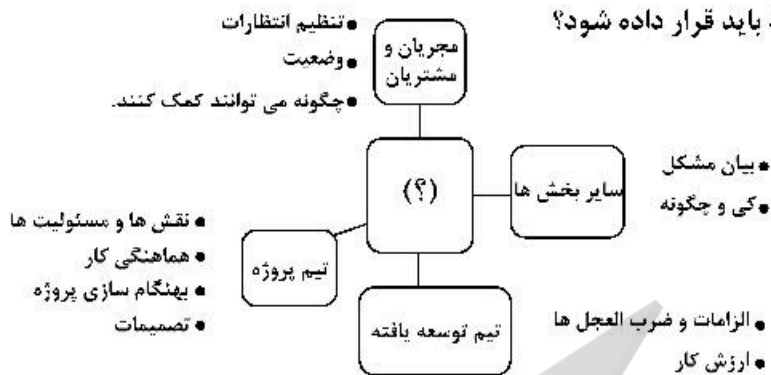 باید قرار داده شود؟
مجریان و
مشتریان
• تنظیم انتظارات
• وضعیت
• چگونه می توانند کمک کنند.
(؟)
سایر بخش ها
• بیان مشکل
• کی و چگونه
تیم پروژه
• نقش ها و مسئولیت ها
• هماهنگی کار
• بهنگام سازی پروژه
• تصمیمات
تیم توسعه یافته
• الزامات و ضرب العجل ها
• ارزش کار